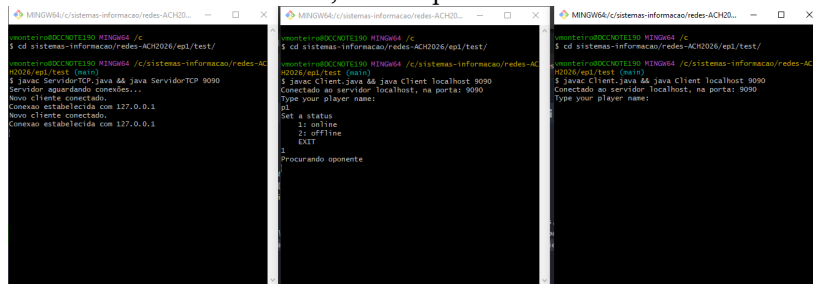 MINGW64:/c/sistemas-informacao/redes-ACH20...
vmonteiro@DCCNOTE190 MINGW64 /c
$ cd sistemas-informacao/redes-ACH2026/ep1/test/
vmonteiro@DCCNOTE190 MINGW64 /c/sistemas-informacao/redes-AC
H2026/ep1/test (main)
$ javac ServidorTCP.java && java ServidorTCP 9090
Servidor aguardando conexões...
Novo cliente conectado.
Conexao estabelecida com 127.0.0.1
Novo cliente conectado.
Conexao estabelecida com 127.0.0.1
MINGW64:/c/sistemas-informacao/redes-ACH20...
vmonteiro@DCCNOTE190 MINGW64 /c
$ cd sistemas-informacao/redes-ACH2026/ep1/test/
vmonteiro@DCCNOTE190 MINGW64 /c/sistemas-informacao/redes-AC
H2026/ep1/test (main)
$ javac Client.java && java Client localhost 9090
Conectado ao servidor localhost, na porta: 9090
Type your player name:
p1
Set a status
1: online
2: offline
EXIT
1
Procurando oponente
MINGW64:/c/sistemas-informacao/redes-ACH20...
vmonteiro@DCCNOTE190 MINGW64 /c
$ cd sistemas-informacao/redes-ACH2026/ep1/test/
vmonteiro@DCCNOTE190 MINGW64 /c/sistemas-informacao/redes-AC
H2026/ep1/test (main)
$ javac Client.java && java Client localhost 9090
Conectado ao servidor localhost, na porta: 9090
Type your player name: